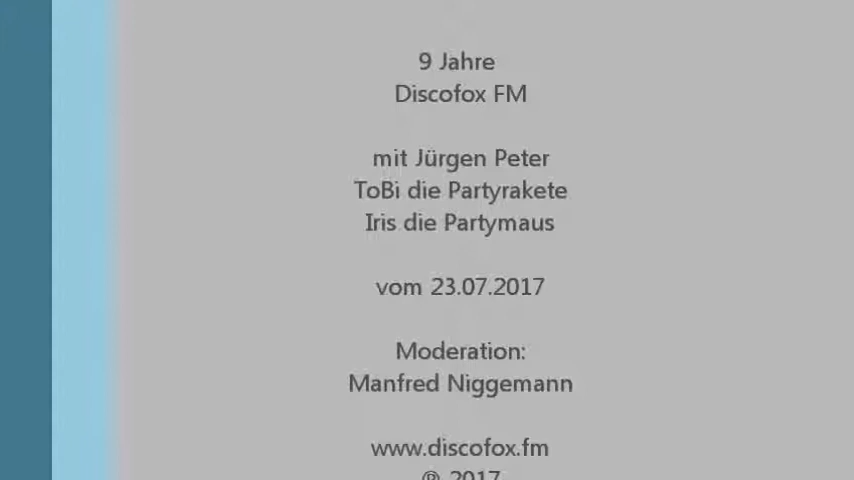 9 Jahre
Discofox FM
mit Jürgen Peter
ToBi die Partyrakete
Iris die Partymaus
vom 23.07.2017
Moderation:
Manfred Niggemann
www.discofox.fm
® 2017